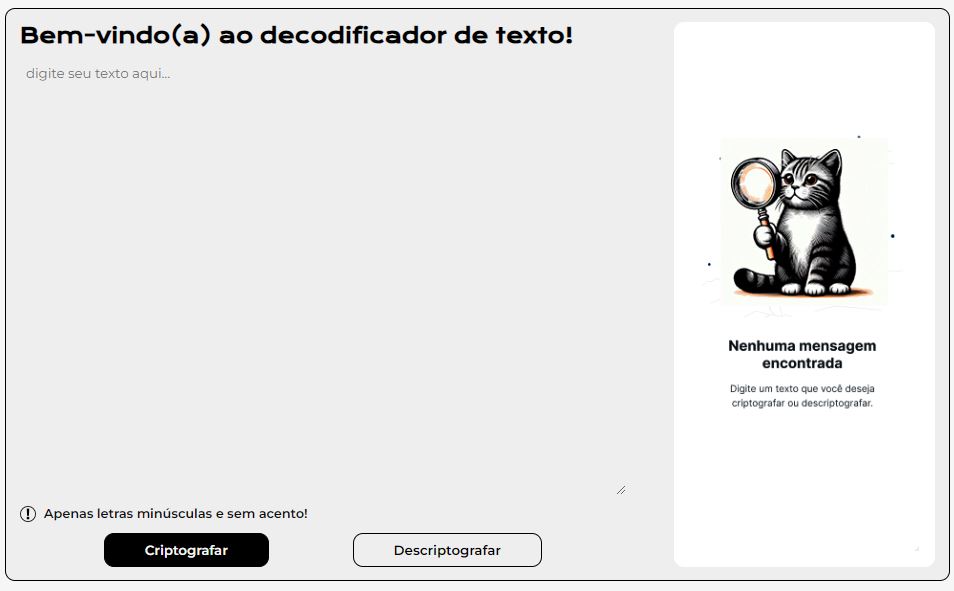 Bem-vindo(a) ao decodificador de texto!
digite seu texto aqui...
Apenas letras minúsculas e sem acento!
Criptografar
Descriptografar
Nenhuma mensagem
encontrada
Digite um texto que você deseja
criptografar ou descriptografar.